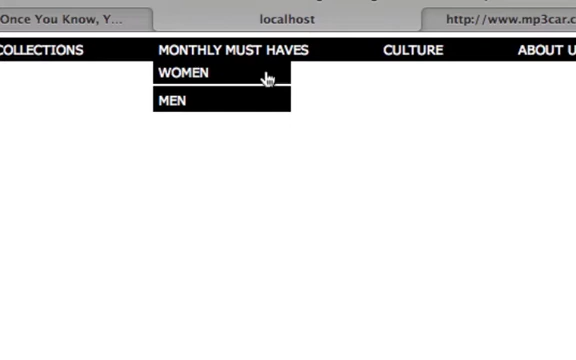 Once You Know, Y... localhost http://www.mp3car.c
COLLECTIONS MONTHLY MUST HAVES CULTURE ABOUT U
WOMEN
MEN